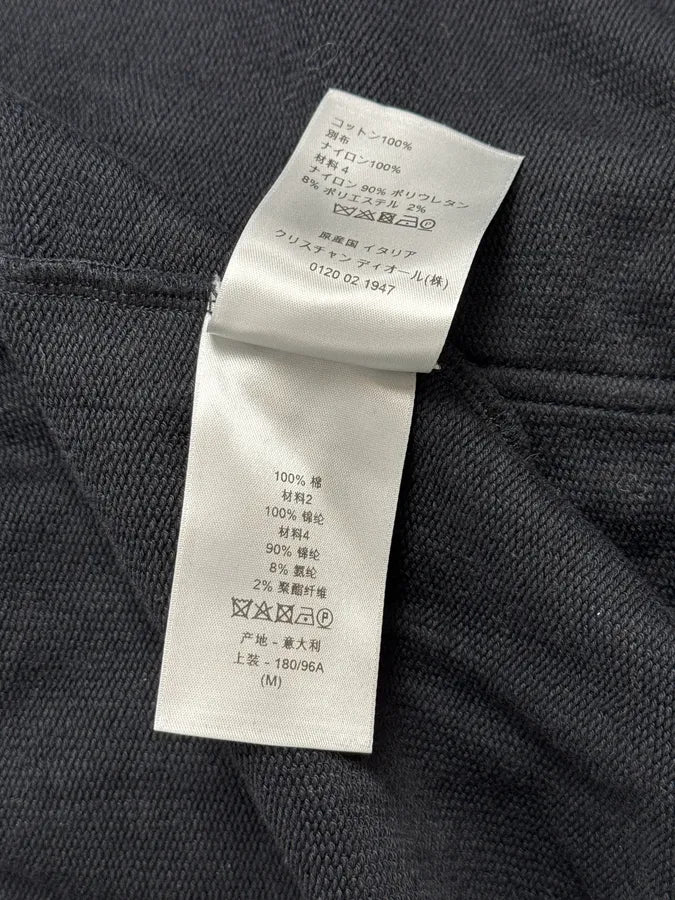 コットン100%
別布
ナイロン100%
材料 4
ナイロン 90% ポリウレタン
8% ポリエステル 2%
原産国 イタリア
クリスチャン ディオール(株)
0120 02 1947
100% 棉
材料2
100% 锦纶
材料4
90% 锦纶
8% 氨纶
2% 聚酯纤维
P
产地 - 意大利
上装 - 180/96A
(M)